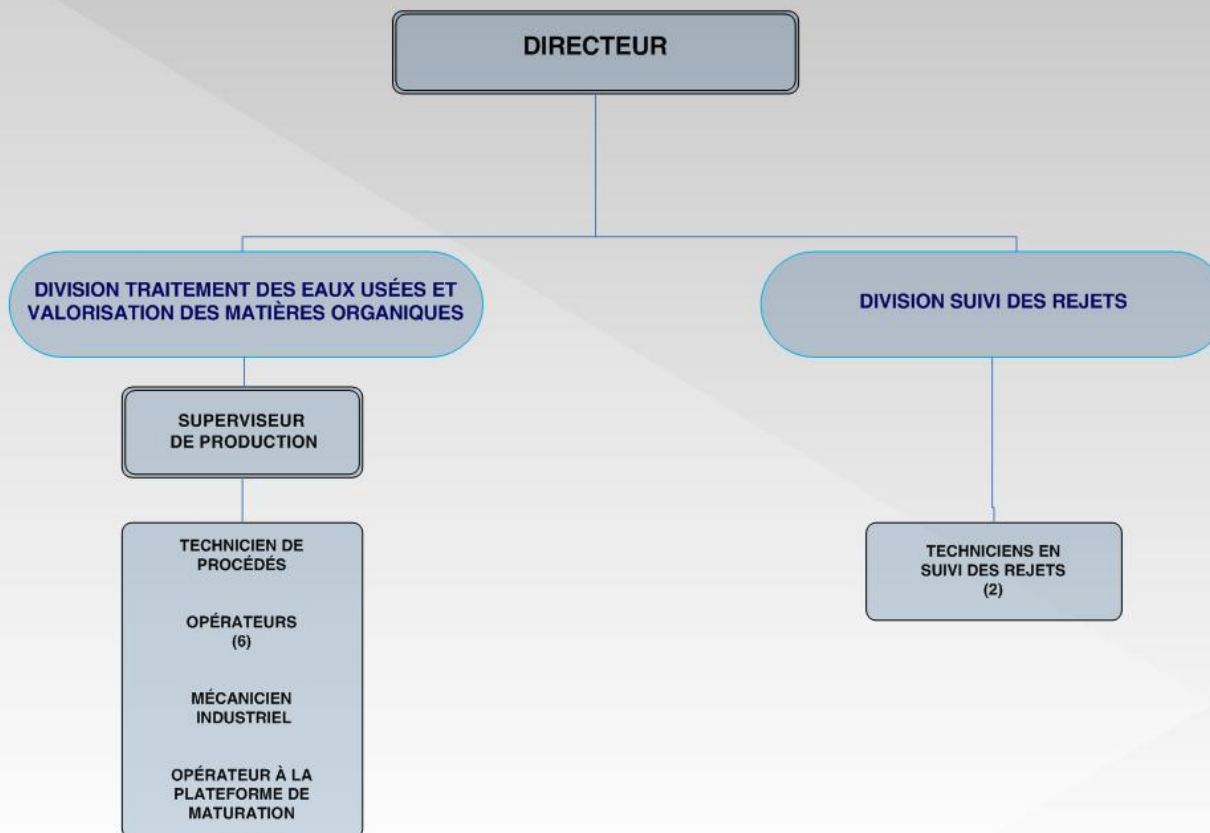 DIRECTEUR
DIVISION TRAITEMENT DES EAUX USÉES ET
VALORISATION DES MATIÈRES ORGANIQUES
SUPERVISEUR
DE PRODUCTION
TECHNICIEN DE
PROCÉDÉS
OPÉRATEURS
(6)
MÉCANICIEN
INDUSTRIEL
OPÉRATEUR À LA
PLATEFORME DE
MATURATION
DIVISION SUIVI DES REJETS
TECHNICIENS EN
SUIVI DES REJETS
(2)